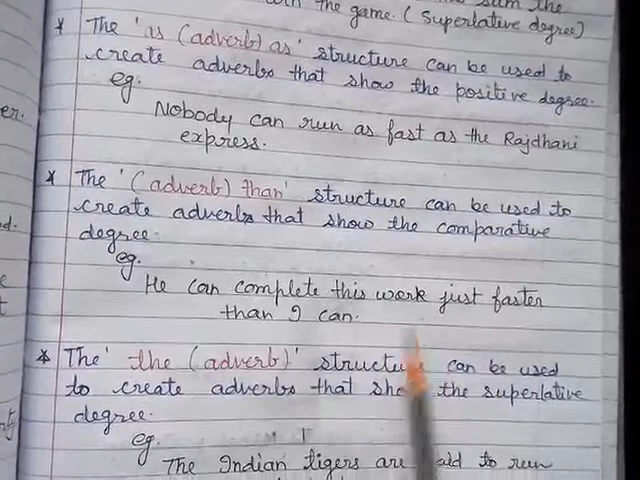 the game. (Superlative degree)
* The 'as (adverb) as' structure can be used to
create adverbs that show the positive degree.
eg.
Nobody can run as fast as the Rajdhani
express.
* The '(adverb) than' structure can be used to
create adverbs that show the comparative
degree.
eg.
He can complete this work just faster
than I can.
* The 'the (adverb)' structure can be used
to create adverbs that the superlative
degree.
eg.
The Indian tigers are to run